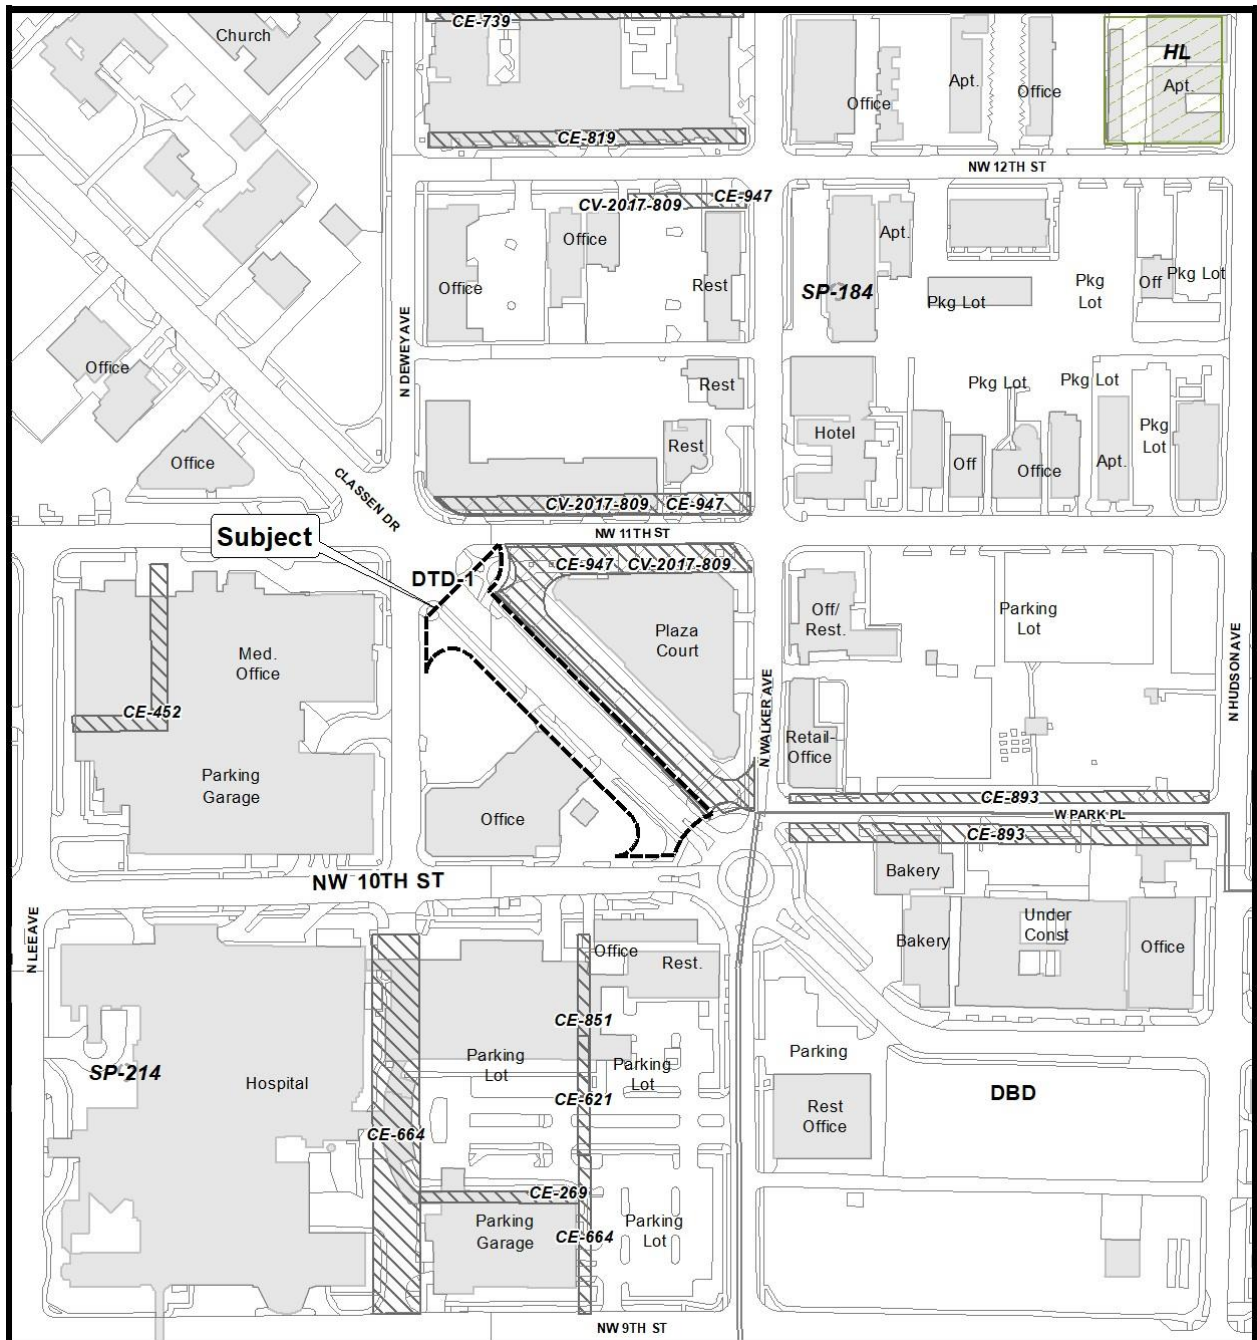 CE-739
Church
HL
Apt.
Office
Apt.
Office
CE-819
NW 12TH ST
CV-2017-809
CE-947
Office
Office
Rest
Apt.
SP-184
Pkg Lot
Pkg
Lot
Off
Pkg Lot
N DEWEY AVE
Office
Rest
Pkg Lot
Pkg Lot
Pkg
Lot
Rest
Hotel
Off
Office
Apt.
Office
CLASSEN DR
CV-2017-809
CE-947
NW 11TH ST
Subject
DTD-1
CE-947
CV-2017-809
Plaza
Court
Off/
Rest.
Parking
Lot
N HUDSON AVE
Med.
Office
CE-452
N WALKER AVE
Retail-
Office
Parking
Garage
Office
CE-893
W PARK PL
CE-893
NW 10TH ST
Bakery
N LEE AVE
Office
Rest.
Bakery
Under
Const
Office
CE-851
Parking
Lot
Parking
Lot
Parking
SP-214
Hospital
DBD
CE-621
Rest
Office
CE-664
CE-269
Parking
Garage
CE-664
Parking
Lot
NW 9TH ST